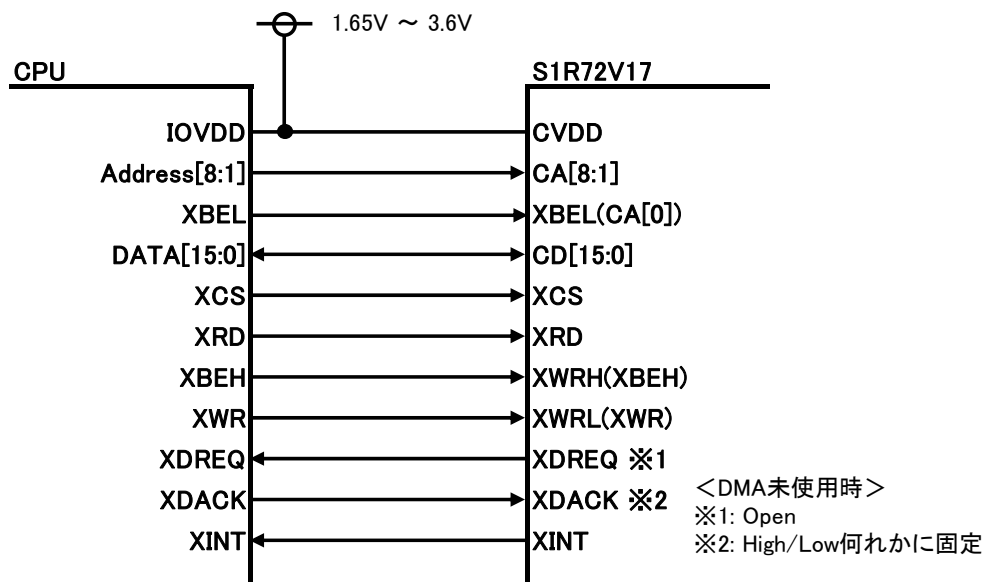 1.65V ～ 3.6V
CPU
S1R72V17
IOVDD
CVDD
Address[8:1]
CA[8:1]
XBEL
XBEL(CA[0])
DATA[15:0]
CD[15:0]
XCS
XCS
XRD
XRD
XBEH
XWRH(XBEH)
XWR
XWRL(XWR)
XDREQ
XDREQ ※1
XDACK
XDACK ※2
XINT
XINT
＜DMA未使用時＞
※1: Open
※2: High/Low何れかに固定